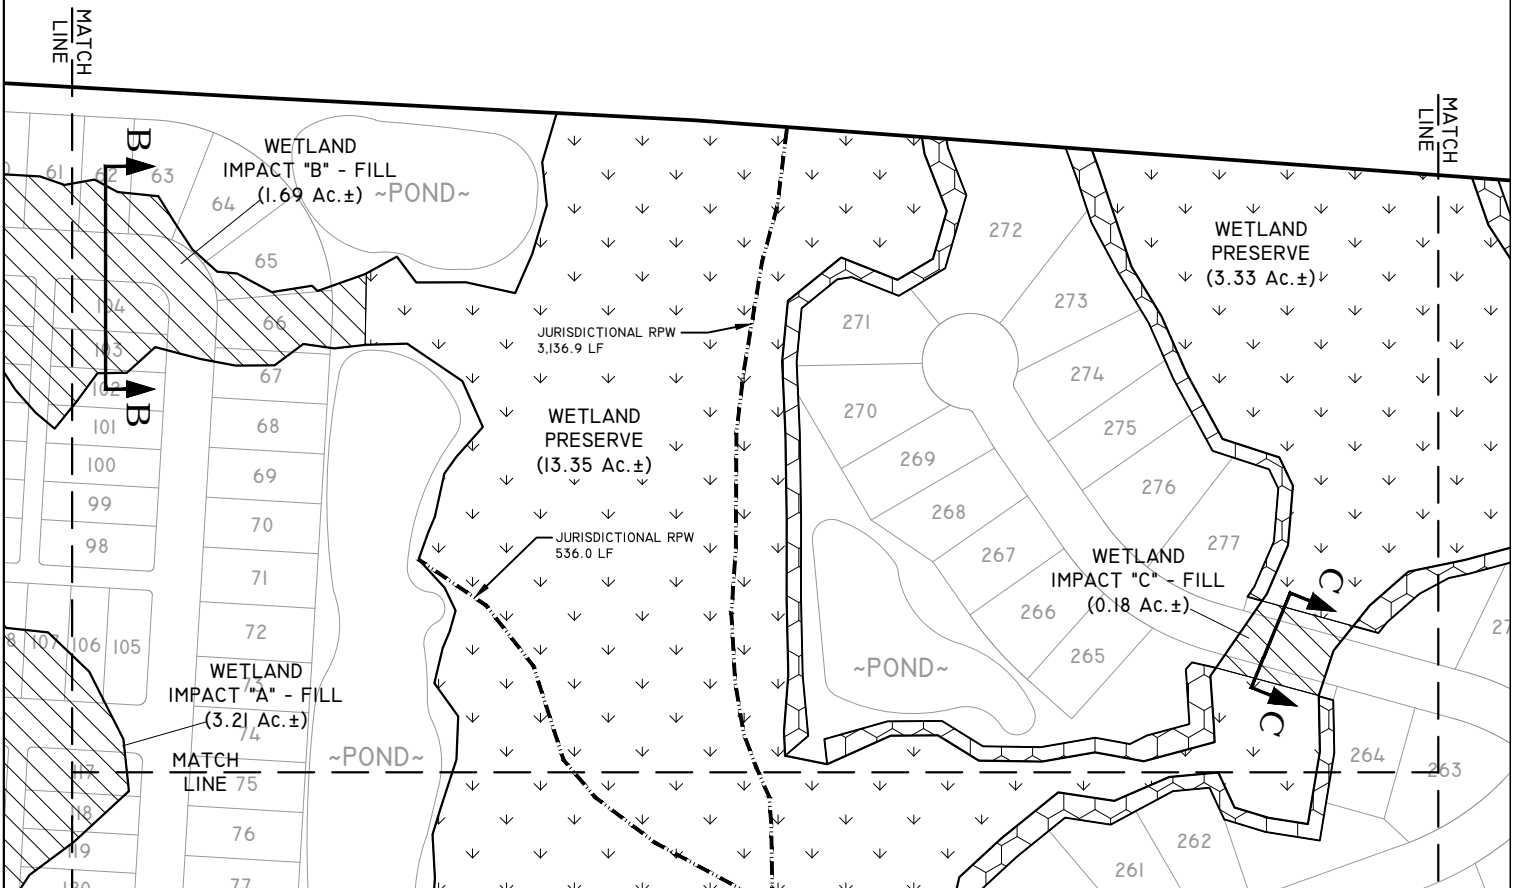 MATCH
LINE
MATCH
LINE
B
WETLAND
IMPACT "B" - FILL
(1.69 Ac.±)
~POND~
61
62
63
64
65
66
104
103
102
B
101
100
99
98
67
68
69
70
71
72
73
74
75
76
77
JURISDICTIONAL RPW
3,136.9 LF
WETLAND
PRESERVE
(13.35 Ac.±)
JURISDICTIONAL RPW
536.0 LF
WETLAND
PRESERVE
(3.33 Ac.±)
272
273
271
274
270
275
269
276
268
277
267
266
265
WETLAND
IMPACT "C" - FILL
(0.18 Ac.±)
C
C
~POND~
107
106
105
WETLAND
IMPACT "A" - FILL
(3.21 Ac.±)
~POND~
MATCH
LINE
117
118
119
264
263
262
261